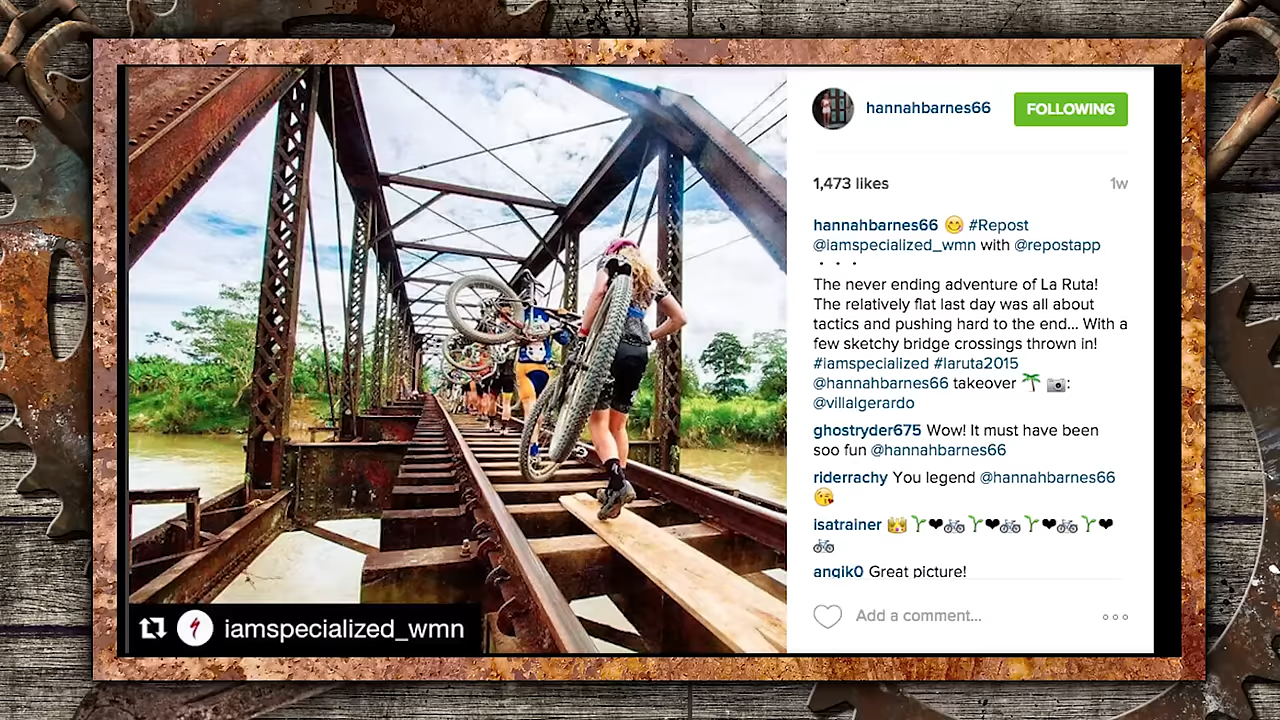 hannahbarnes66
FOLLOWING
1,473 likes
1w
hannahbarnes66 😋 #Repost
@iamspecialized_wmn with @repostapp
・・・
The never ending adventure of La Ruta!
The relatively flat last day was all about
tactics and pushing hard to the end... With a
few sketchy bridge crossings thrown in!
#iamspecialized #laruta2015
@hannahbarnes66 takeover 🌴 📷:
@villalgerardo
ghostryder675 Wow! It must have been
soo fun @hannahbarnes66
riderrachy You legend @hannahbarnes66
😘
isatrainer 👑🌱❤🚲🌱❤🚲🌱❤🚲🌱❤
🚲
angik0 Great picture!
Add a comment...
iamspecialized_wmn